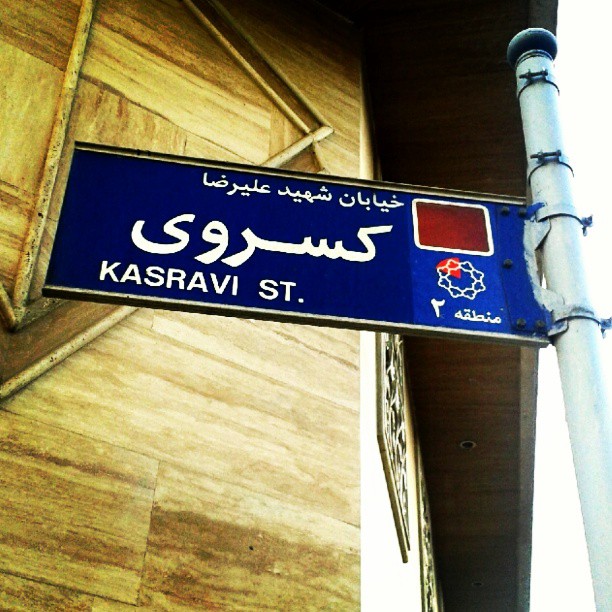 خیابان شهید علیرضا
کسروی
KASRAVI ST.
منطقه ۲